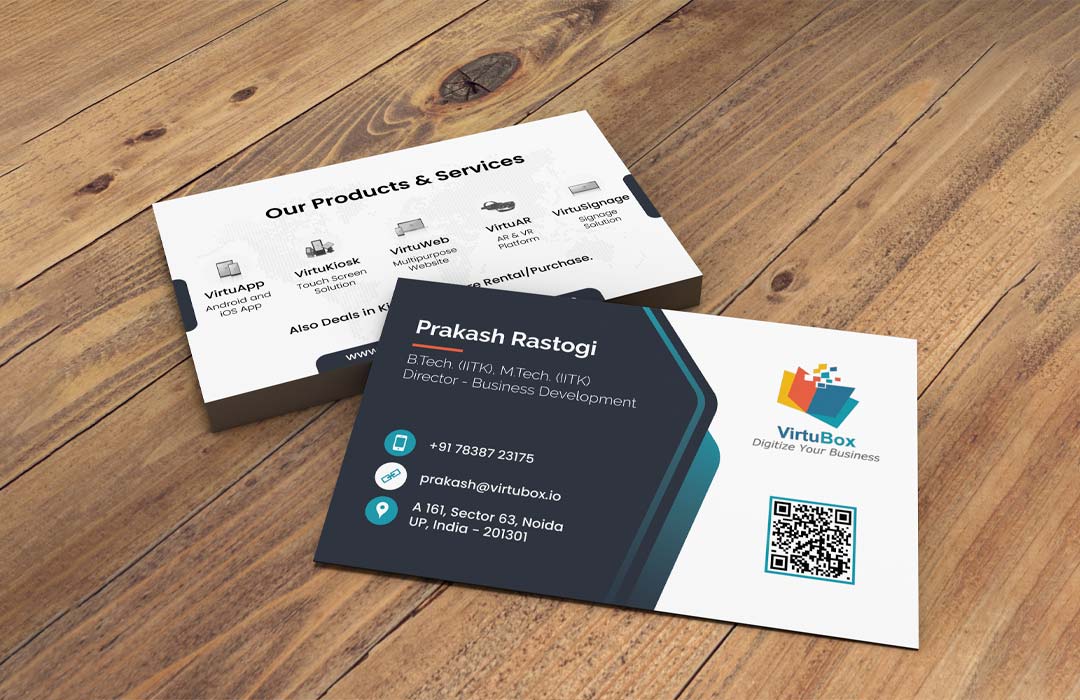 Our Products & Services
VirtuApp
Android and
iOS App
VirtuKiosk
Touch Screen
Solution
VirtuWeb
Multipurpose
Website
VirtuAR
AR & VR
Platform
VirtuSignage
Signage
Solution
Also Deals in Rental/Purchase.
Prakash Rastogi
B.Tech. (IITK), M.Tech. (IITK)
Director - Business Development
+91 78387 23175
prakash@virtubox.io
A 161, Sector 63, Noida
UP, India - 201301
VirtuBox
Digitize Your Business